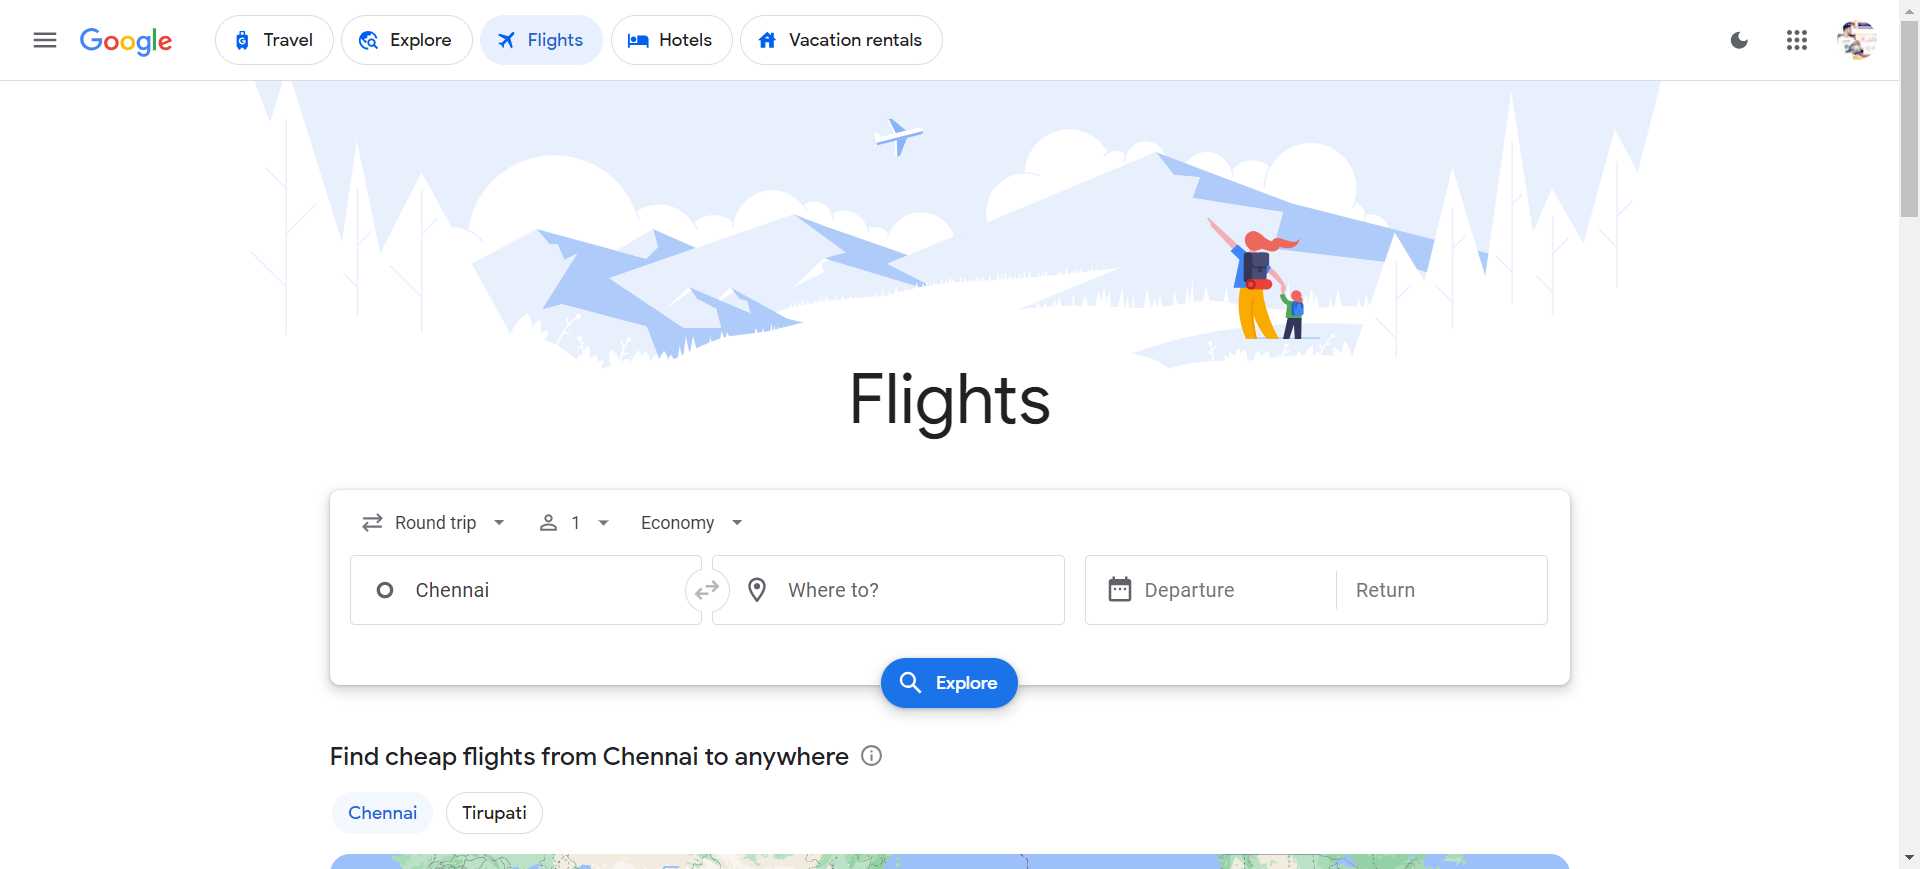 Google
Travel
Explore
Flights
Hotels
Vacation rentals
Flights
Round trip
1
Economy
Chennai
Where to?
Departure
Return
Explore
Find cheap flights from Chennai to anywhere
Chennai
Tirupati